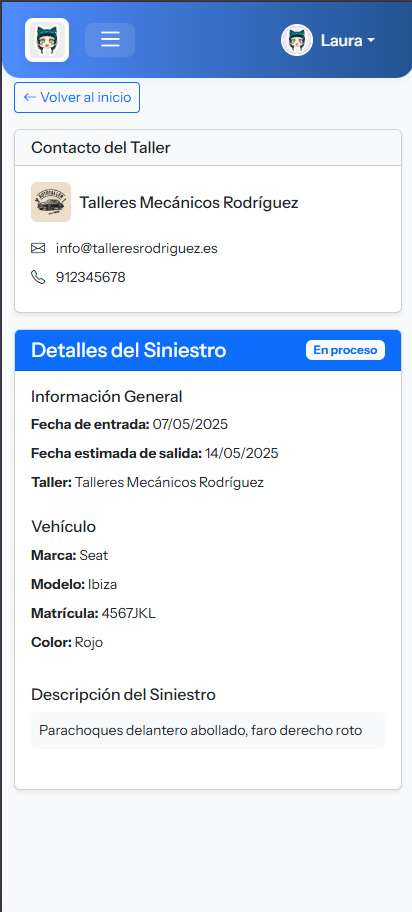 Laura
← Volver al inicio
Contacto del Taller
Talleres Mecánicos Rodríguez
info@talleresrodriguez.es
912345678
Detalles del Siniestro
En proceso
Información General
Fecha de entrada: 07/05/2025
Fecha estimada de salida: 14/05/2025
Taller: Talleres Mecánicos Rodríguez
Vehículo
Marca: Seat
Modelo: Ibiza
Matrícula: 4567JKL
Color: Rojo
Descripción del Siniestro
Parachoques delantero abollado, faro derecho roto